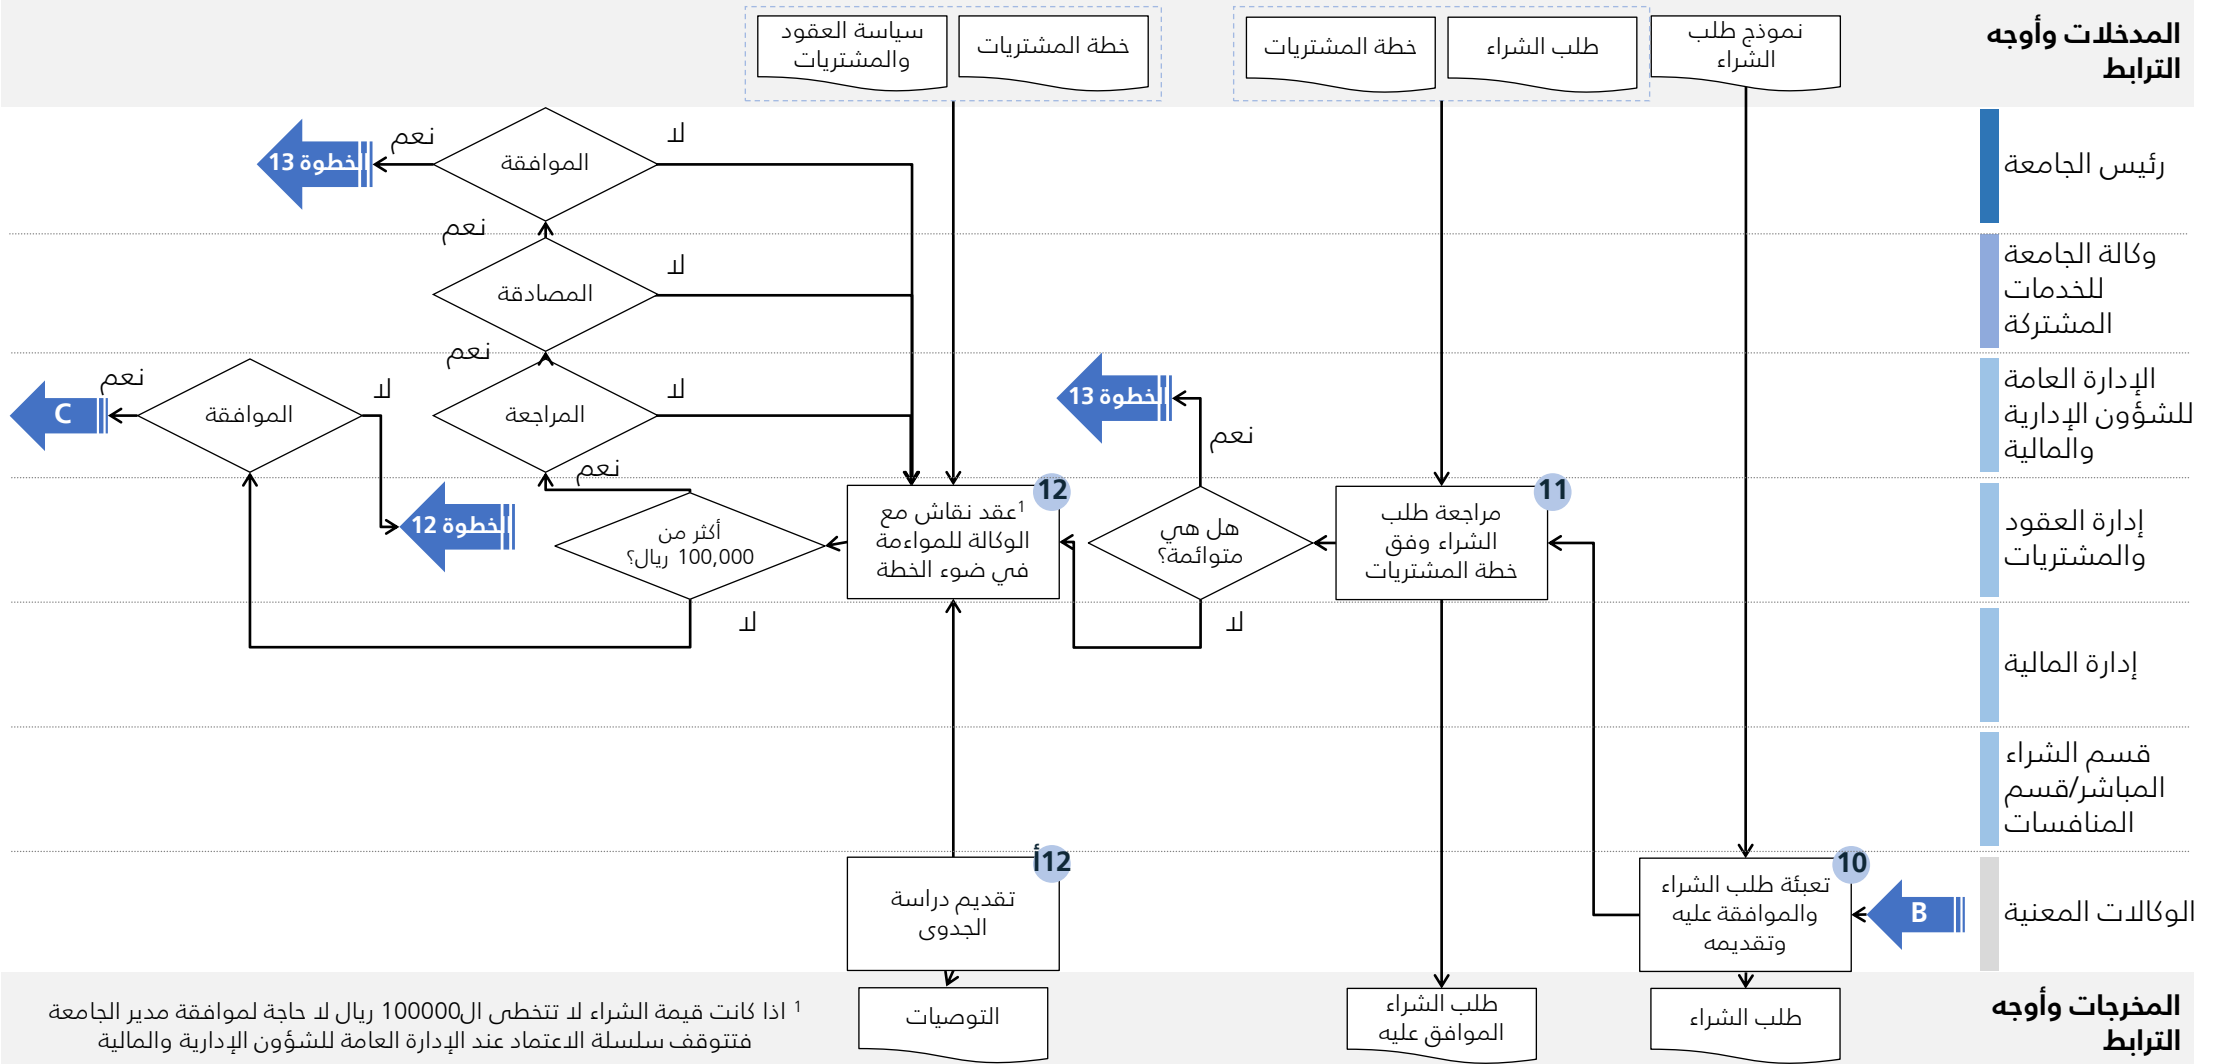 المدخلات وأوجه
الترابط
نموذج طلب
الشراء
طلب الشراء
خطة المشتريات
خطة المشتريات
سياسة العقود
والمشتريات
رئيس الجامعة
لا
الموافقة
نعم
الخطوة 13
وكالة الجامعة
للخدمات
المشتركة
نعم
لا
المصادقة
الإدارة العامة
للشؤون الإدارية
والمالية
الخطوة 13
نعم
نعم
لا
المراجعة
نعم
لا
الموافقة
نعم
C
إدارة العقود
والمشتريات
11
مراجعة طلب
الشراء وفق
خطة المشتريات
هل هي
متوائمة؟
لا
12
¹عقد نقاش مع
الوكالة للمواءمة
في ضوء الخطة
أكثر من
100,000 ريال؟
لا
الخطوة 12
إدارة المالية
قسم الشراء
المباشر/قسم
المنافسات
الوكالات المعنية
B
10
تعبئة طلب الشراء
والموافقة عليه
وتقديمه
12أ
تقديم دراسة
الجدوى
المخرجات وأوجه
الترابط
طلب الشراء
طلب الشراء
الموافق عليه
التوصيات
¹ اذا كانت قيمة الشراء لا تتخطى ال100000 ريال لا حاجة لموافقة مدير الجامعة
فتتوقف سلسلة الاعتماد عند الإدارة العامة للشؤون الإدارية والمالية